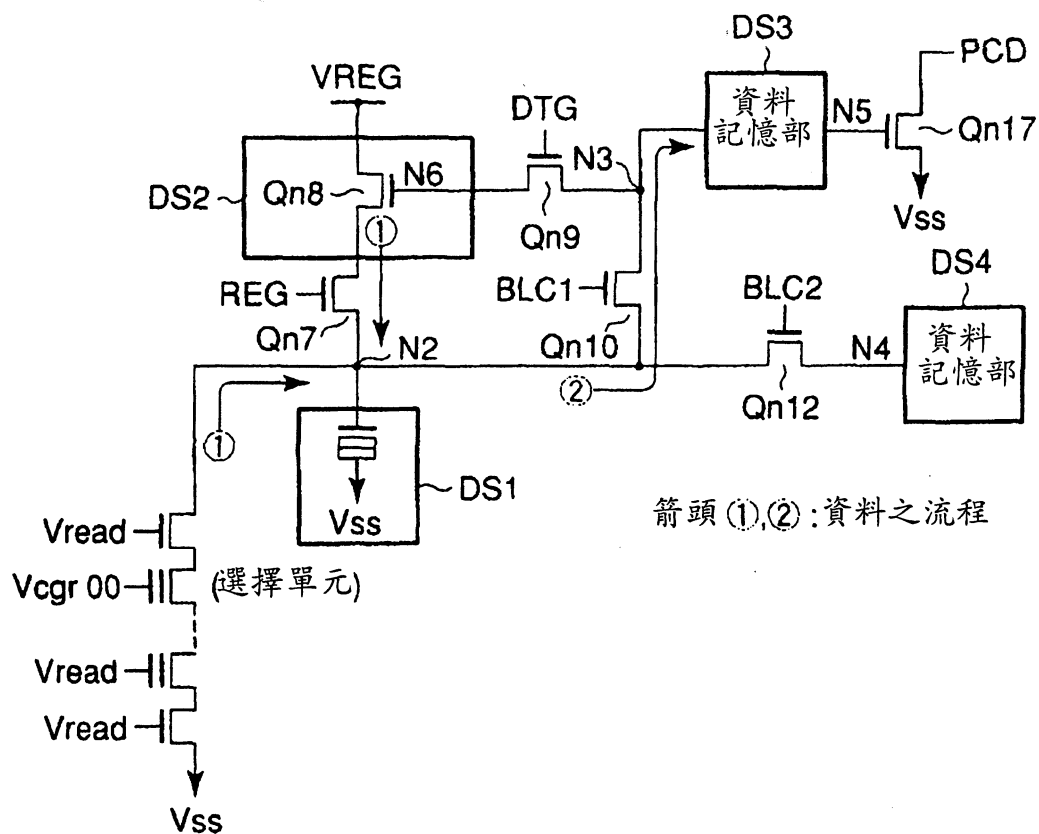 DS3
PCD
VREG
資料
記憶部
N5
Qn17
Vss
DTG
N3
N6
Qn8
DS2
①
Qn9
REG
Qn7
BLC1
Qn10
DS4
BLC2
N2
N4
資料
記憶部
②
Qn12
①
DS1
Vss
箭頭①,②:資料之流程
Vread
Vcgr 00
(選擇單元)
Vread
Vread
Vss